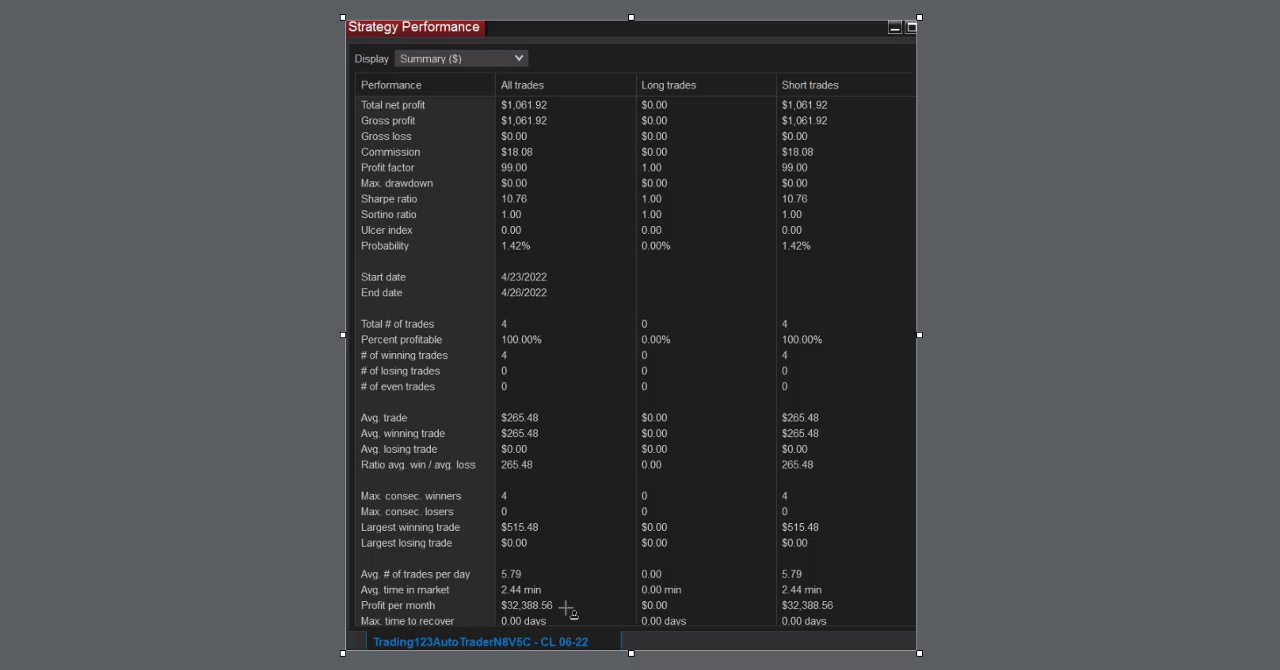 Strategy Performance
Display Summary ($)
Performance All trades Long trades Short trades
Total net profit $1,061.92 $0.00 $1,061.92
Gross profit $1,061.92 $0.00 $1,061.92
Gross loss $0.00 $0.00 $0.00
Commission $18.08 $0.00 $18.08
Profit factor 99.00 1.00 99.00
Max. drawdown $0.00 $0.00 $0.00
Sharpe ratio 10.76 1.00 10.76
Sortino ratio 1.00 1.00 1.00
Ulcer index 0.00 0.00 0.00
Probability 1.42% 0.00% 1.42%
Start date 4/23/2022
End date 4/26/2022
Total # of trades 4 0 4
Percent profitable 100.00% 0.00% 100.00%
# of winning trades 4 0 4
# of losing trades 0 0 0
# of even trades 0 0 0
Avg. trade $265.48 $0.00 $265.48
Avg. winning trade $265.48 $0.00 $265.48
Avg. losing trade $0.00 $0.00 $0.00
Ratio avg. win / avg. loss 265.48 0.00 265.48
Max. consec. winners 4 0 4
Max. consec. losers 0 0 0
Largest winning trade $515.48 $0.00 $515.48
Largest losing trade $0.00 $0.00 $0.00
Avg. # of trades per day 5.79 0.00 5.79
Avg. time in market 2.44 min 0.00 min 2.44 min
Profit per month $32,388.56 $0.00 $32,388.56
Max. time to recover 0.00 days 0.00 days 0.00 days
Trading123AutoTraderN8V5C - CL 06-22